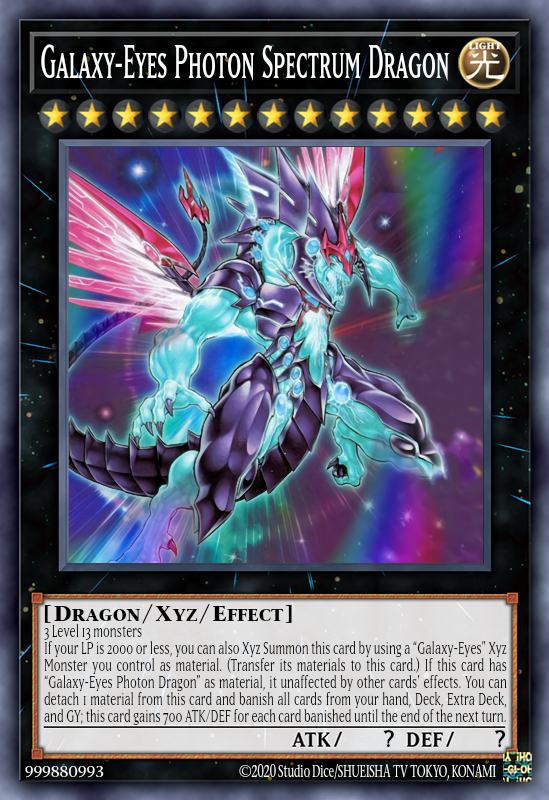 Galaxy-Eyes Photon Spectrum Dragon
LIGHT
光
[Dragon/Xyz/Effect]
3 Level 13 monsters
If your LP is 2000 or less, you can also Xyz Summon this card by using a “Galaxy-Eyes” Xyz
Monster you control as material. (Transfer its materials to this card.) If this card has
“Galaxy-Eyes Photon Dragon” as material, it unaffected by other cards' effects. You can
detach 1 material from this card and banish all cards from your hand, Deck, Extra Deck,
and GY; this card gains 700 ATK/DEF for each card banished until the end of the next turn.
ATK/ ? DEF/ ?
999880993 ©2020 Studio Dice/SHUEISHA TV TOKYO, KONAMI